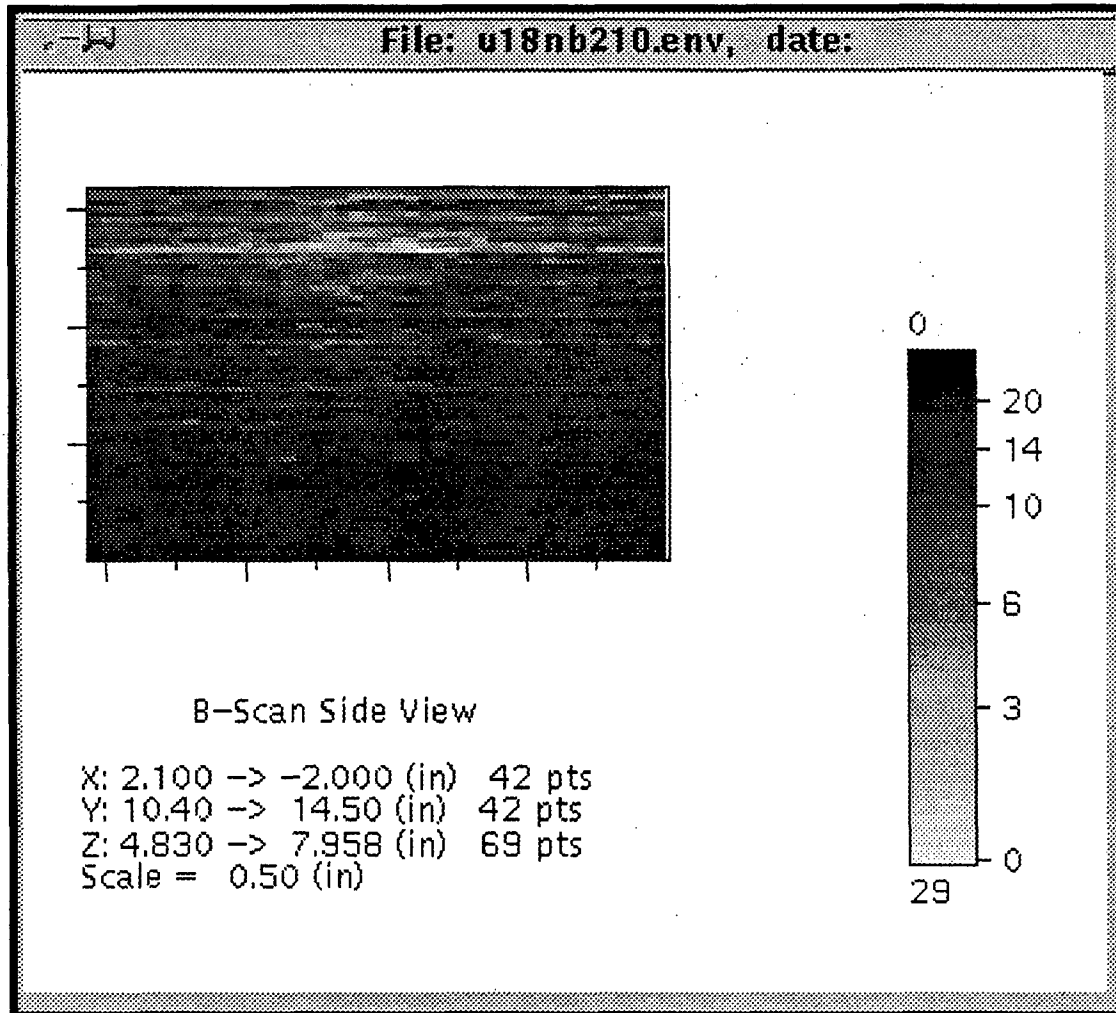 File: u18nb210.env, date:
0
20
14
10
6
3
0
29
B-Scan Side View
X: 2.100 -> -2.000 (in) 42 pts
Y: 10.40 -> 14.50 (in) 42 pts
Z: 4.830 -> 7.958 (in) 69 pts
Scale = 0.50 (in)